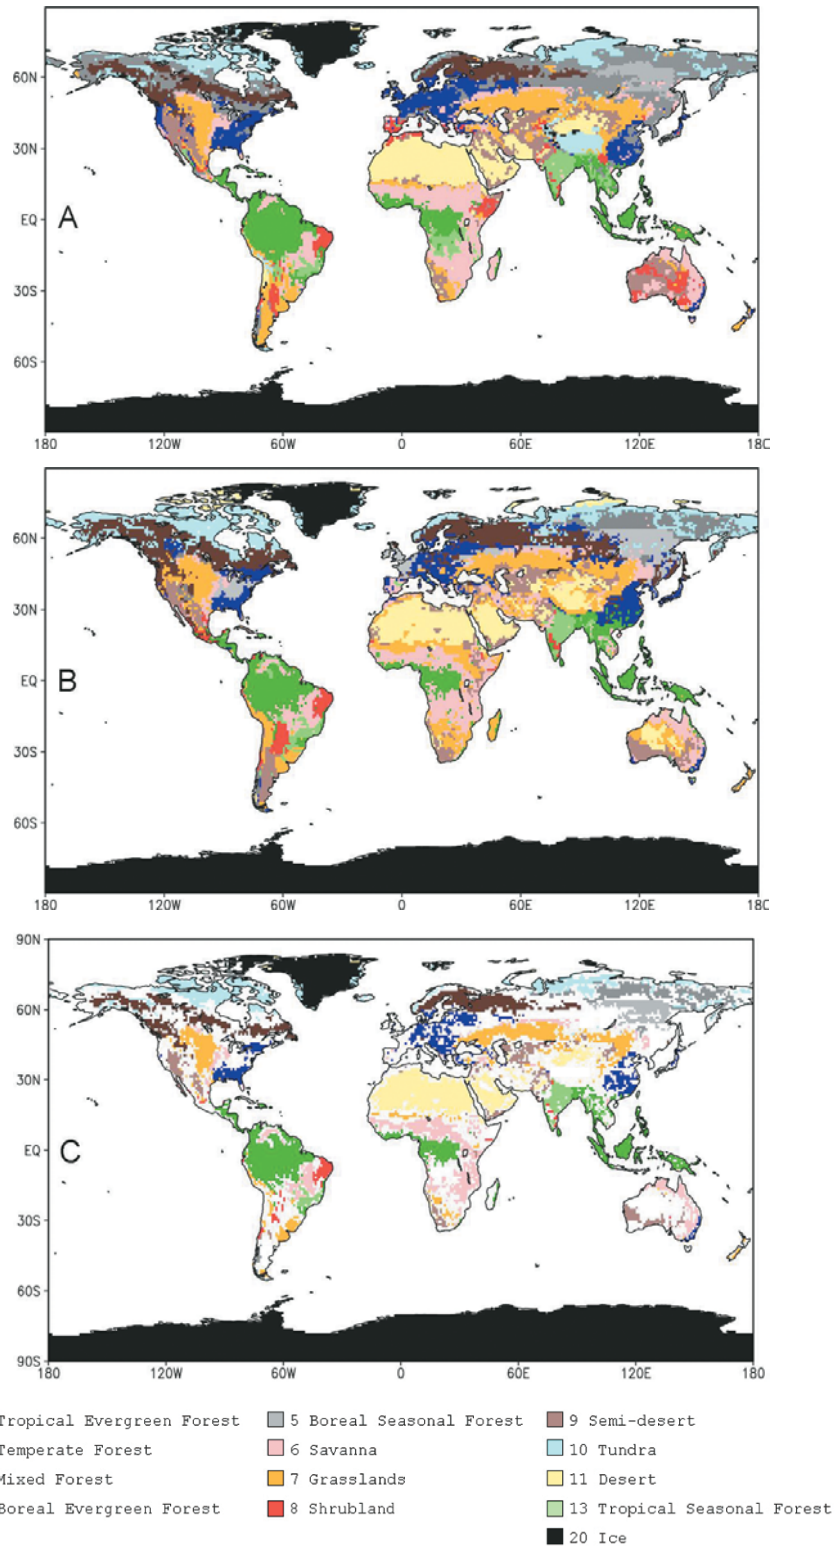 60N
30N
EQ
A
30S
60S
180
120W
60W
0
60E
120E
18C
60N
30N
EQ
B
30S
60S
180
120W
60W
0
60E
120E
18C
90N
60N
30N
EQ
C
30S
60S
90S
180
120W
60W
0
60E
120E
180
Tropical Evergreen Forest 5 Boreal Seasonal Forest 9 Semi-desert
Temperate Forest 6 Savanna 10 Tundra
Mixed Forest 7 Grasslands 11 Desert
Boreal Evergreen Forest 8 Shrubland 13 Tropical Seasonal Forest
20 Ice